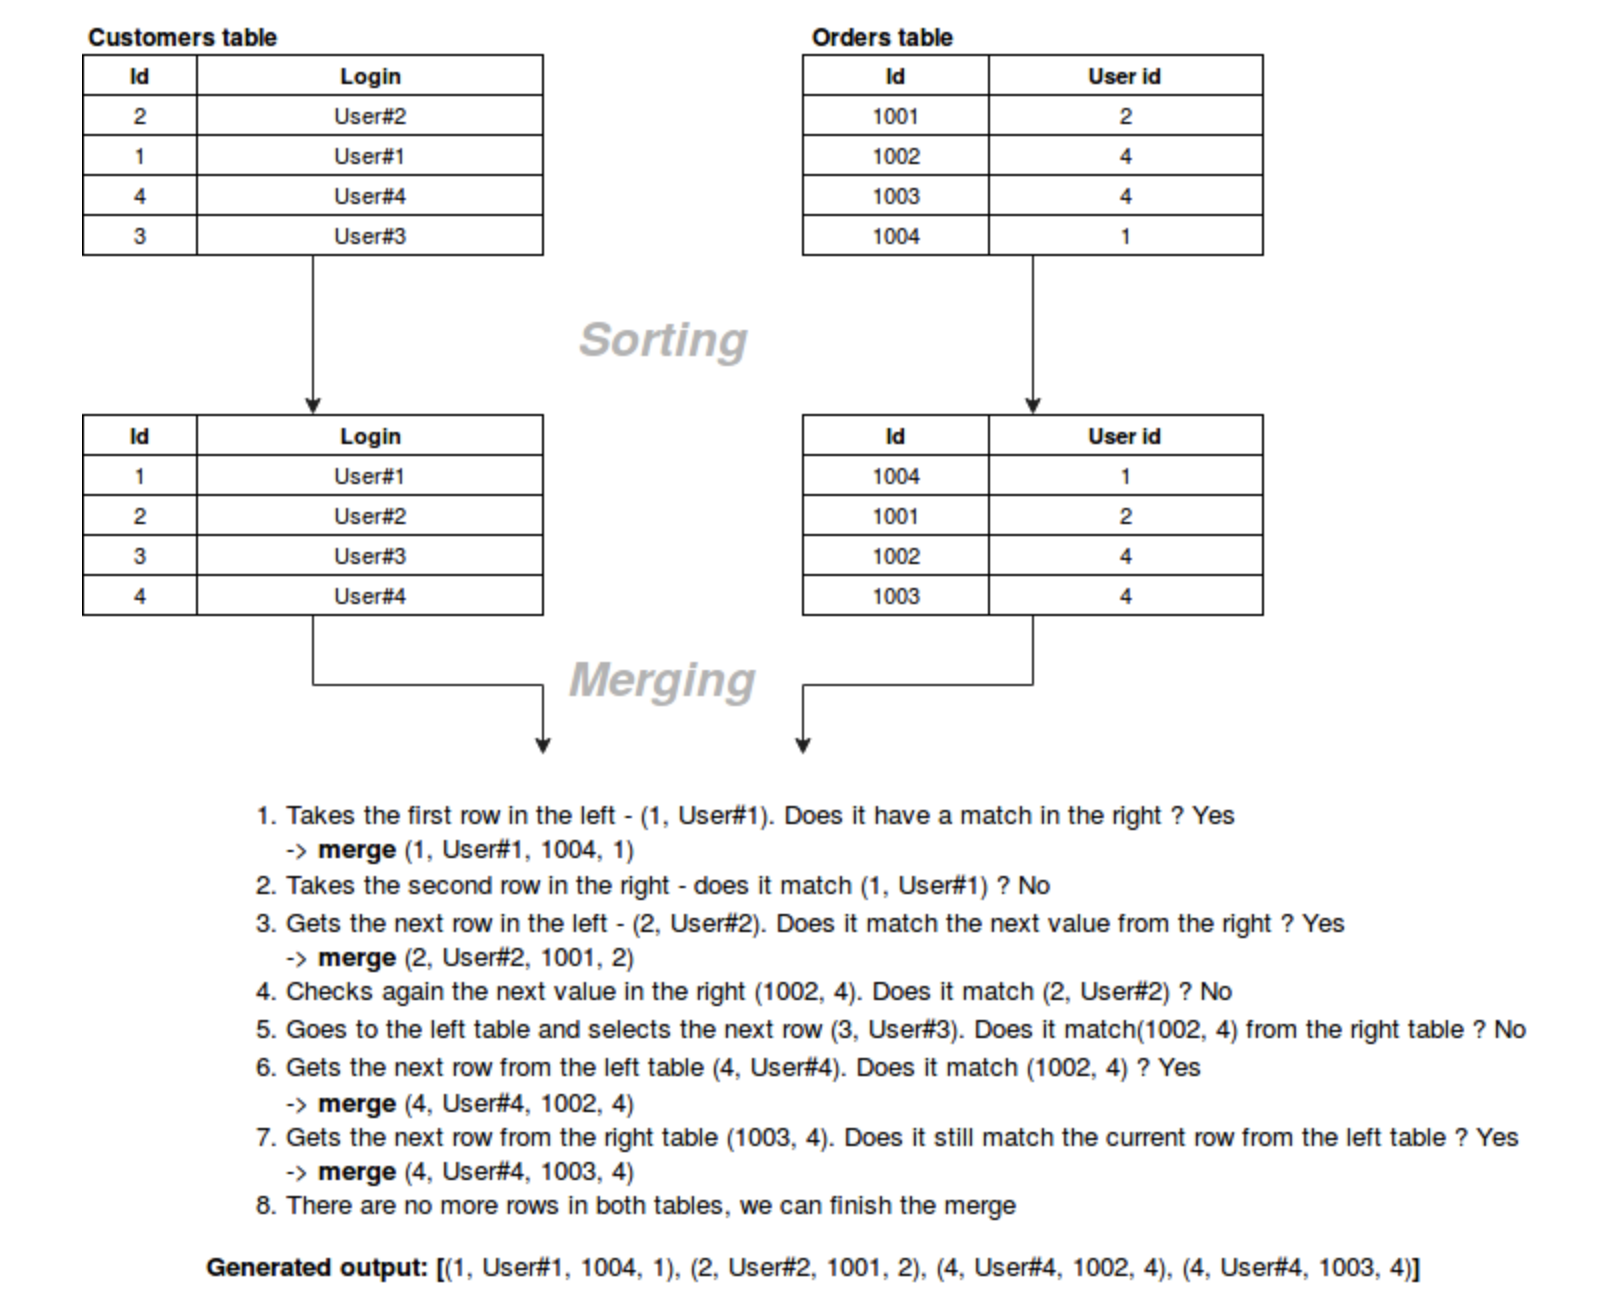 Customers table
Id Login
2 User#2
1 User#1
4 User#4
3 User#3
Orders table
Id User id
1001 2
1002 4
1003 4
1004 1
Sorting
Id Login
1 User#1
2 User#2
3 User#3
4 User#4
Id User id
1004 1
1001 2
1002 4
1003 4
Merging
1. Takes the first row in the left - (1, User#1). Does it have a match in the right ? Yes
-> merge (1, User#1, 1004, 1)
2. Takes the second row in the right - does it match (1, User#1) ? No
3. Gets the next row in the left - (2, User#2). Does it match the next value from the right ? Yes
-> merge (2, User#2, 1001, 2)
4. Checks again the next value in the right (1002, 4). Does it match (2, User#2) ? No
5. Goes to the left table and selects the next row (3, User#3). Does it match(1002, 4) from the right table ? No
6. Gets the next row from the left table (4, User#4). Does it match (1002, 4) ? Yes
-> merge (4, User#4, 1002, 4)
7. Gets the next row from the right table (1003, 4). Does it still match the current row from the left table ? Yes
-> merge (4, User#4, 1003, 4)
8. There are no more rows in both tables, we can finish the merge
Generated output: [(1, User#1, 1004, 1), (2, User#2, 1001, 2), (4, User#4, 1002, 4), (4, User#4, 1003, 4)]